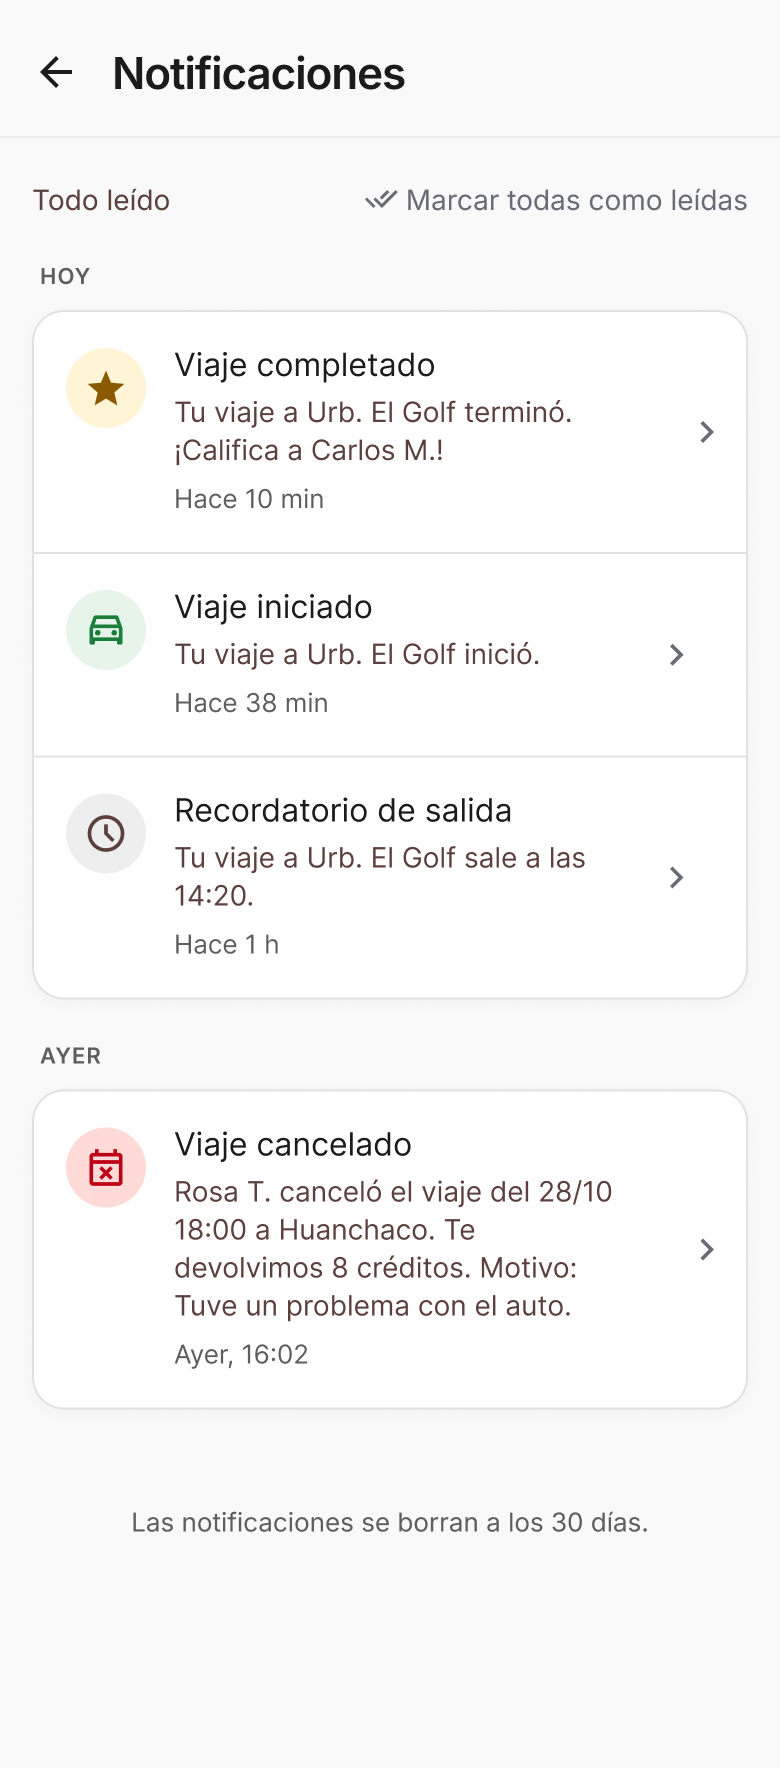 Notificaciones
Todo leído
Marcar todas como leídas
HOY
Viaje completado
Tu viaje a Urb. El Golf terminó.
¡Califica a Carlos M.!
Hace 10 min
Viaje iniciado
Tu viaje a Urb. El Golf inició.
Hace 38 min
Recordatorio de salida
Tu viaje a Urb. El Golf sale a las
14:20.
Hace 1 h
AYER
Viaje cancelado
Rosa T. canceló el viaje del 28/10
18:00 a Huanchaco. Te
devolvimos 8 créditos. Motivo:
Tuve un problema con el auto.
Ayer, 16:02
Las notificaciones se borran a los 30 días.